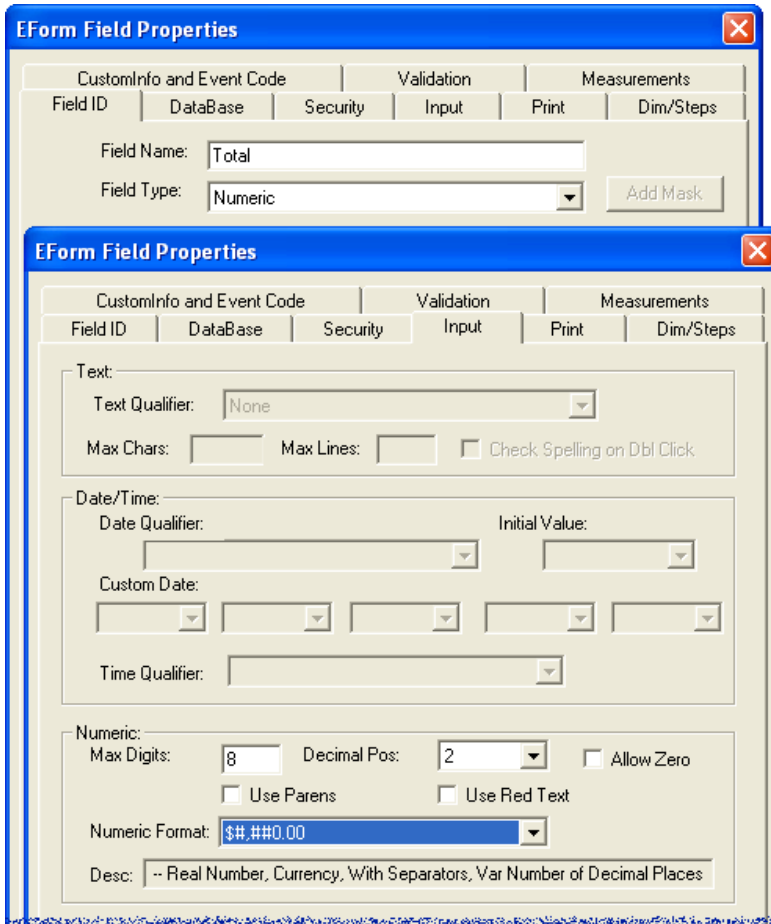 EForm Field Properties
CustomInfo and Event Code Validation Measurements
Field ID DataBase Security Input Print Dim/Steps
Field Name: Total
Field Type: Numeric Add Mask
EForm Field Properties
CustomInfo and Event Code Validation Measurements
Field ID DataBase Security Input Print Dim/Steps
Text:
Text Qualifier: None
Max Chars: Max Lines: Check Spelling on Dbl Click
Date/Time:
Date Qualifier: Initial Value:
Custom Date:
Time Qualifier:
Numeric:
Max Digits: 8 Decimal Pos: 2 Allow Zero
Use Parens Use Red Text
Numeric Format: $#,##0.00
Desc: -- Real Number, Currency, With Separators, Var Number of Decimal Places